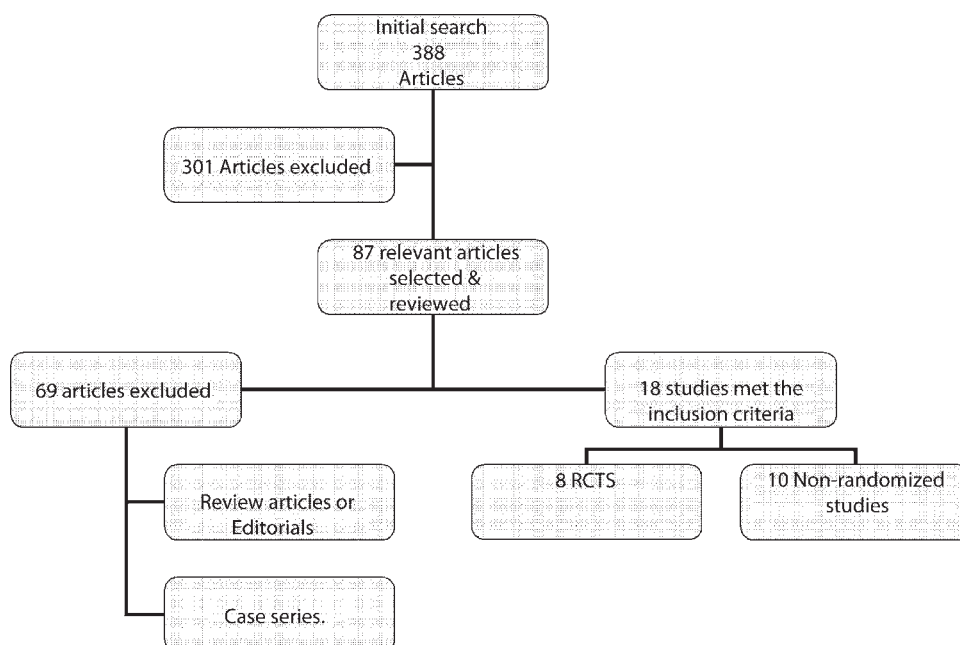 Initial search
388
Articles
301 Articles excluded
87 relevant articles
selected &
reviewed
69 articles excluded
18 studies met the
inclusion criteria
8 RCTS
10 Non-randomized
studies
Review articles or
Editorials
Case series.